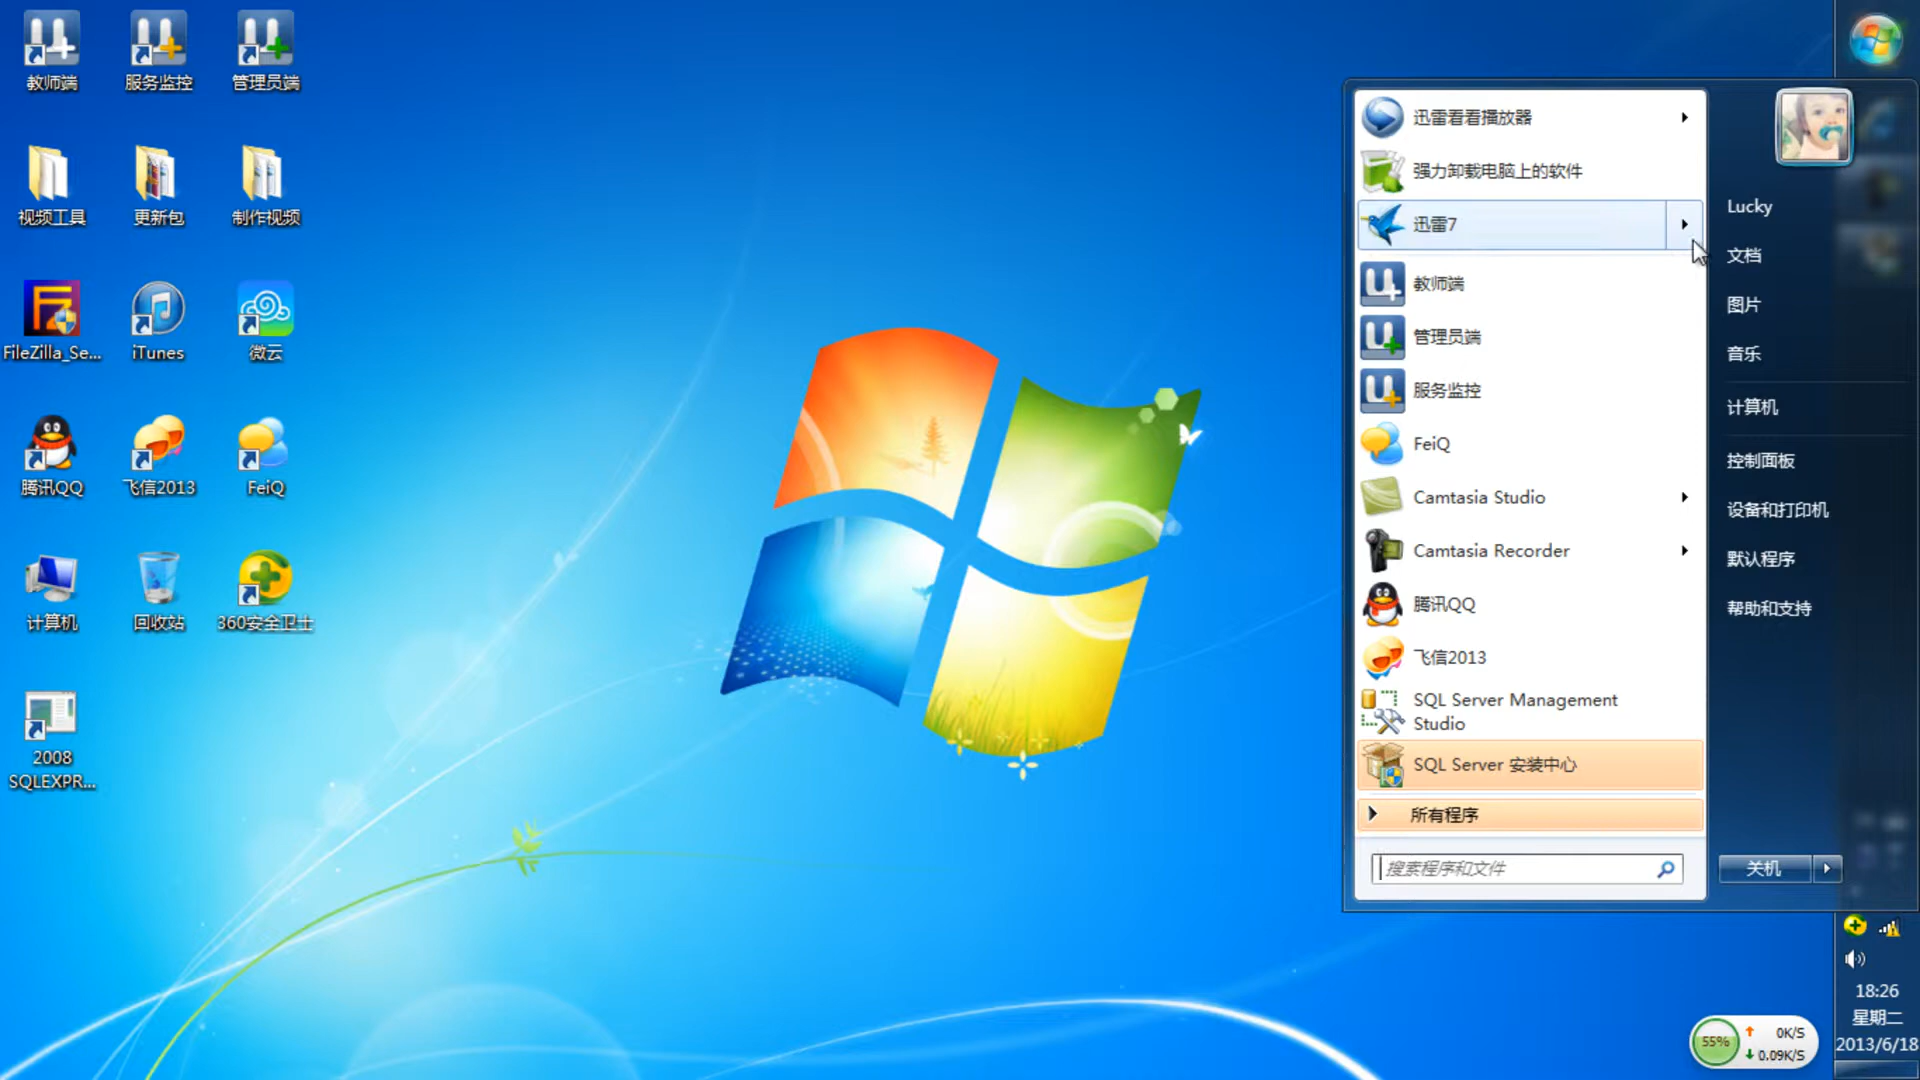 教师端
服务监控
管理员端
视频工具
更新包
制作视频
FileZilla_Se...
iTunes
微云
腾讯QQ
飞信2013
FeiQ
计算机
回收站
360安全卫士
2008
SQLEXPR...
迅雷看看播放器
强力卸载电脑上的软件
迅雷7
教师端
管理员端
服务监控
FeiQ
Camtasia Studio
Camtasia Recorder
腾讯QQ
飞信2013
SQL Server Management
Studio
SQL Server 安装中心
所有程序
搜索程序和文件
Lucky
文档
图片
音乐
计算机
控制面板
设备和打印机
默认程序
帮助和支持
关机
55%
0K/S
0.09K/S
18:26
星期二
2013/6/18